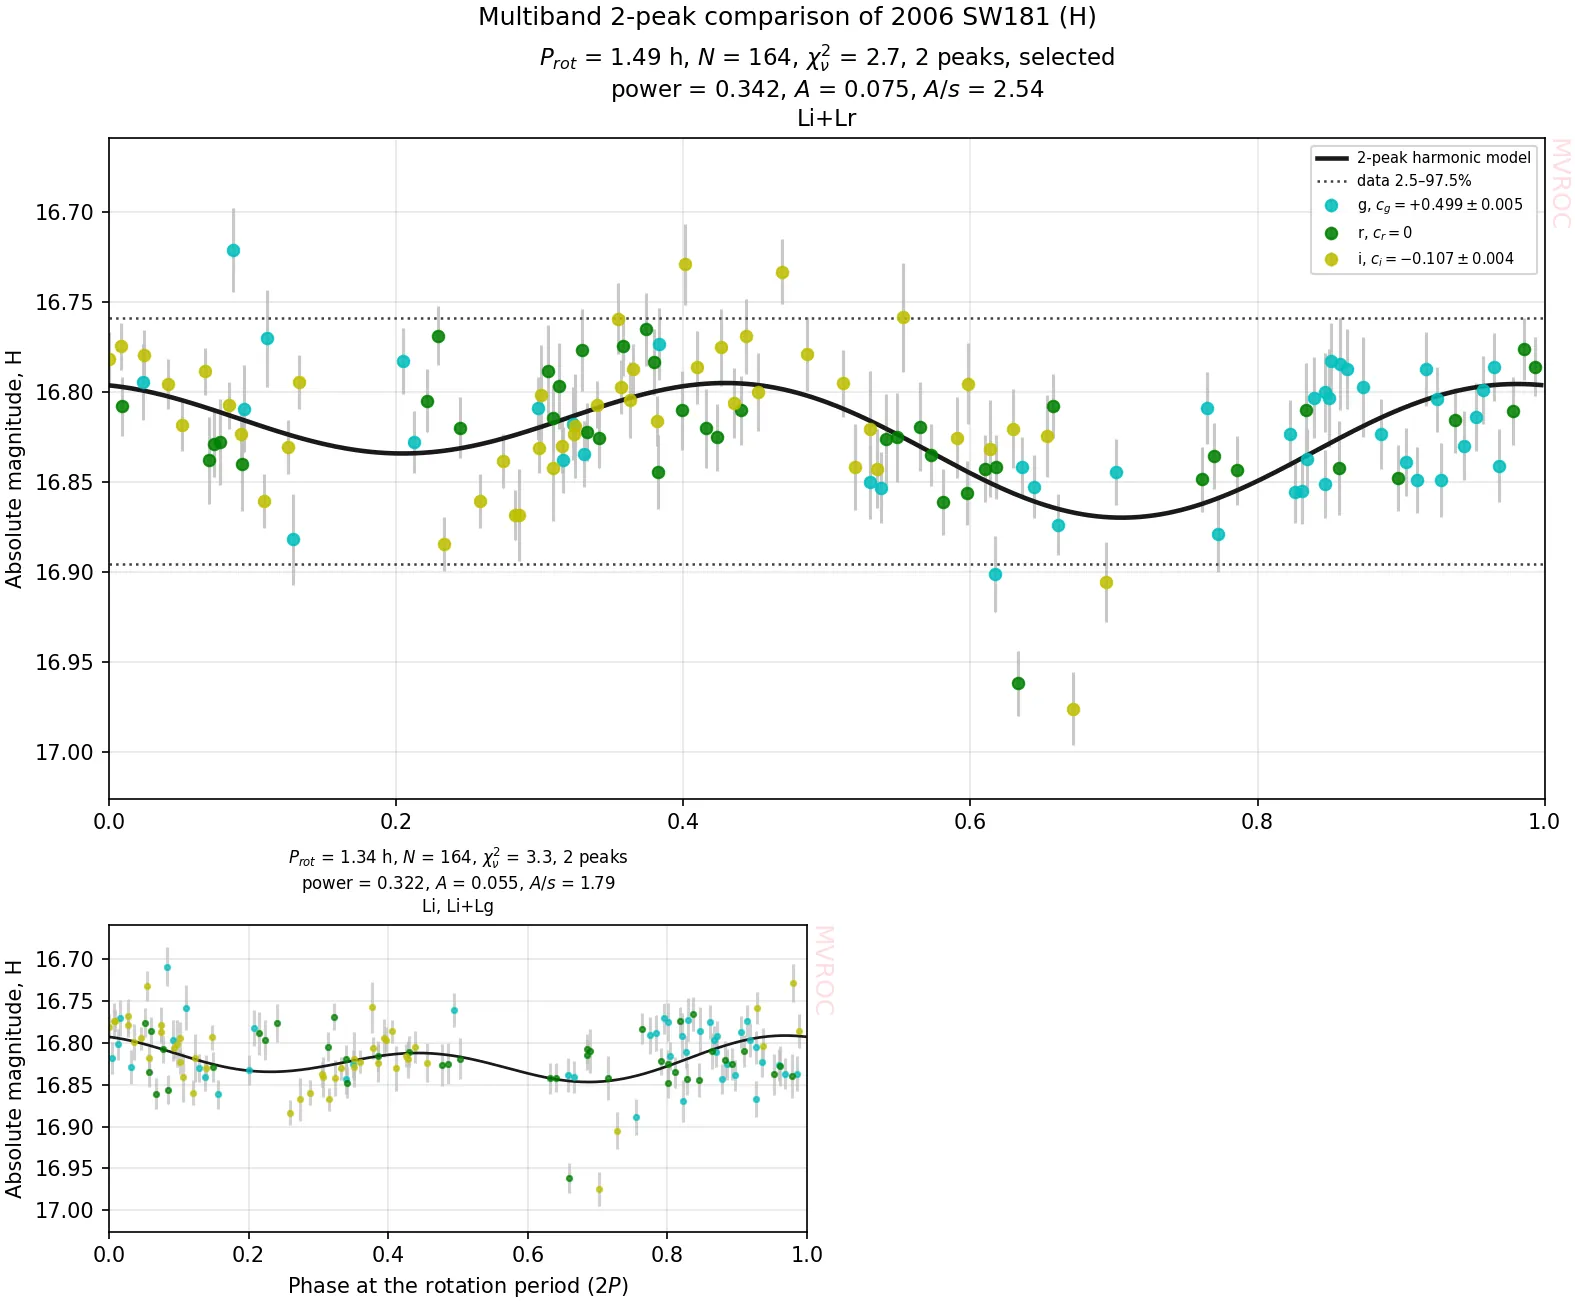 Multiband 2-peak comparison of 2006 SW181 (H)
P_rot = 1.49 h, N = 164, χ²_ν = 2.7, 2 peaks, selected
power = 0.342, A = 0.075, A/s = 2.54
Li+Lr
2-peak harmonic model
data 2.5–97.5%
g, c_g = +0.499 ± 0.005
r, c_r = 0
i, c_i = −0.107 ± 0.004
MVROC
Absolute magnitude, H
16.70
16.75
16.80
16.85
16.90
16.95
17.00
0.0 0.2 0.4 0.6 0.8 1.0
P_rot = 1.34 h, N = 164, χ²_ν = 3.3, 2 peaks
power = 0.322, A = 0.055, A/s = 1.79
Li, Li+Lg
MVROC
Absolute magnitude, H
16.70
16.75
16.80
16.85
16.90
16.95
17.00
0.0 0.2 0.4 0.6 0.8 1.0
Phase at the rotation period (2P)